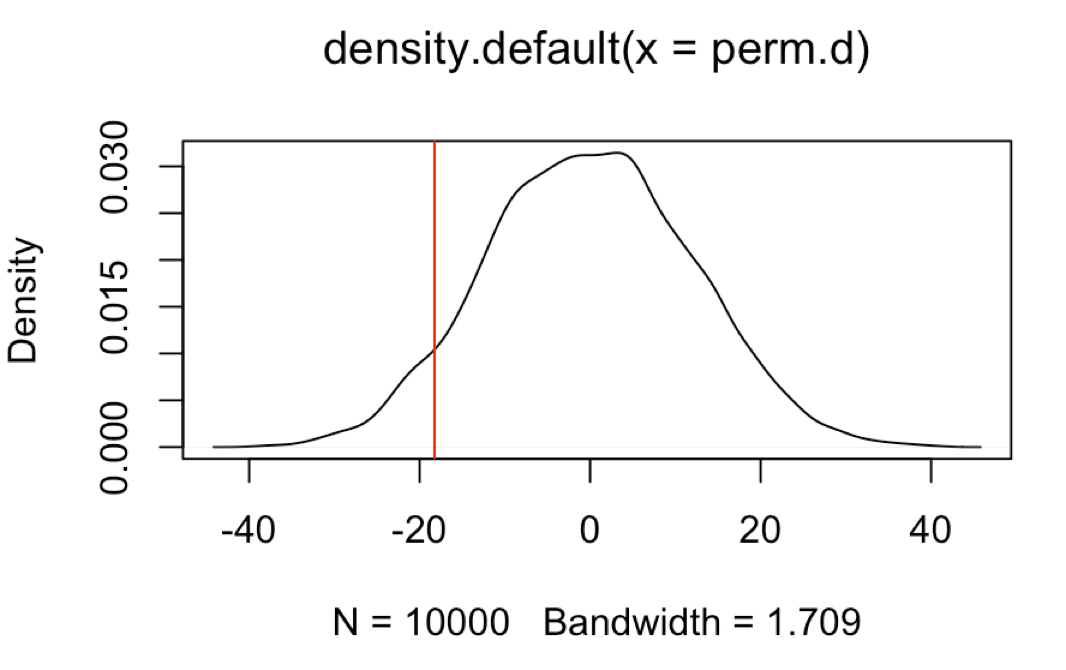 density.default(x = perm.d)
Density
0.030
0.015
0.000
-40 -20 0 20 40
N = 10000 Bandwidth = 1.709